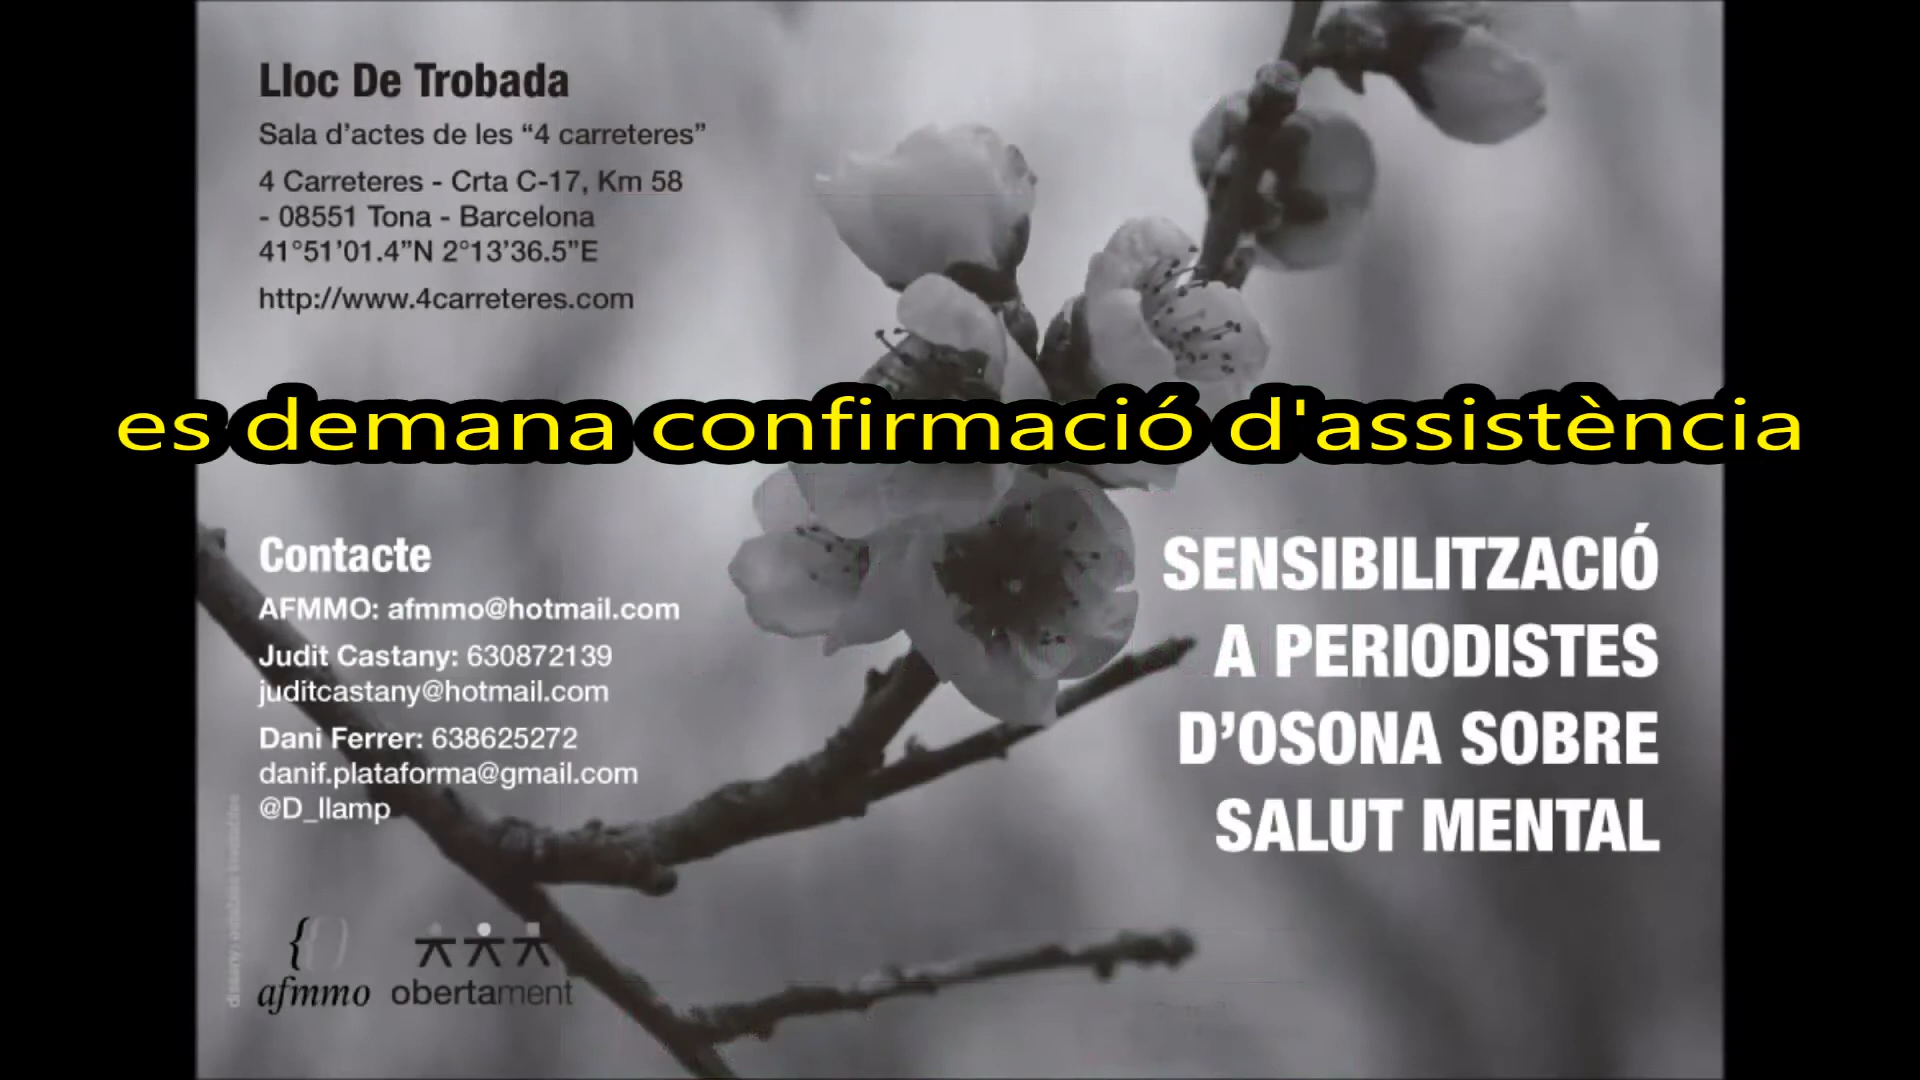 Lloc De Trobada
Sala d'actes de les “4 carreteres”
4 Carreteres - Crta C-17, Km 58
- 08551 Tona - Barcelona
41°51’01.4”N 2°13’36.5”E
http://www.4carreteres.com
es demana confirmació d'assistència
Contacte
AFMMO: afmmo@hotmail.com
Judit Castany: 630872139
juditcastany@hotmail.com
Dani Ferrer: 638625272
danif.plataforma@gmail.com
@D_llamp
SENSIBILITZACIÓ
A PERIODISTES
D’OSONA SOBRE
SALUT MENTAL
afmmo
obertament